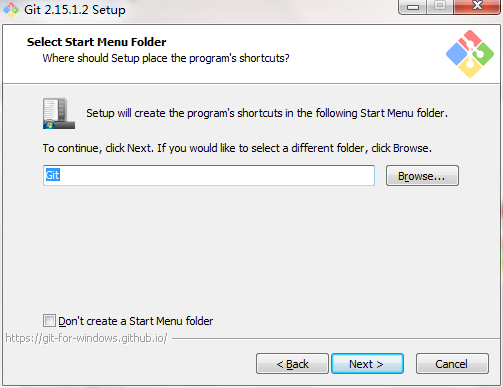 Git 2.15.1.2 Setup
Select Start Menu Folder
Where should Setup place the program's shortcuts?
Setup will create the program's shortcuts in the following Start Menu folder.
To continue, click Next. If you would like to select a different folder, click Browse.
Git
Browse...
Don't create a Start Menu folder
https://git-for-windows.github.io/
< Back
Next >
Cancel